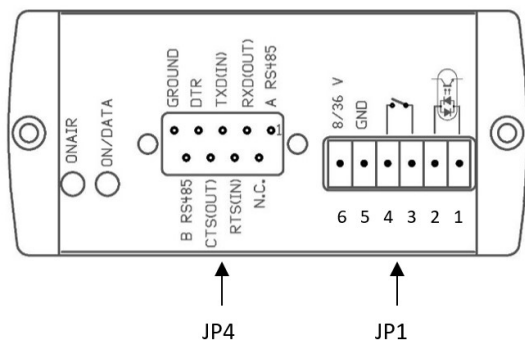 ONAIR
ON/DATA
GROUND
DTR
TXD(IN)
RXD(OUT)
A RS485
1
B RS485
CTS(OUT)
RTS(IN)
N.C.
8/36 V
GND
6 5 4 3 2 1
JP4 JP1